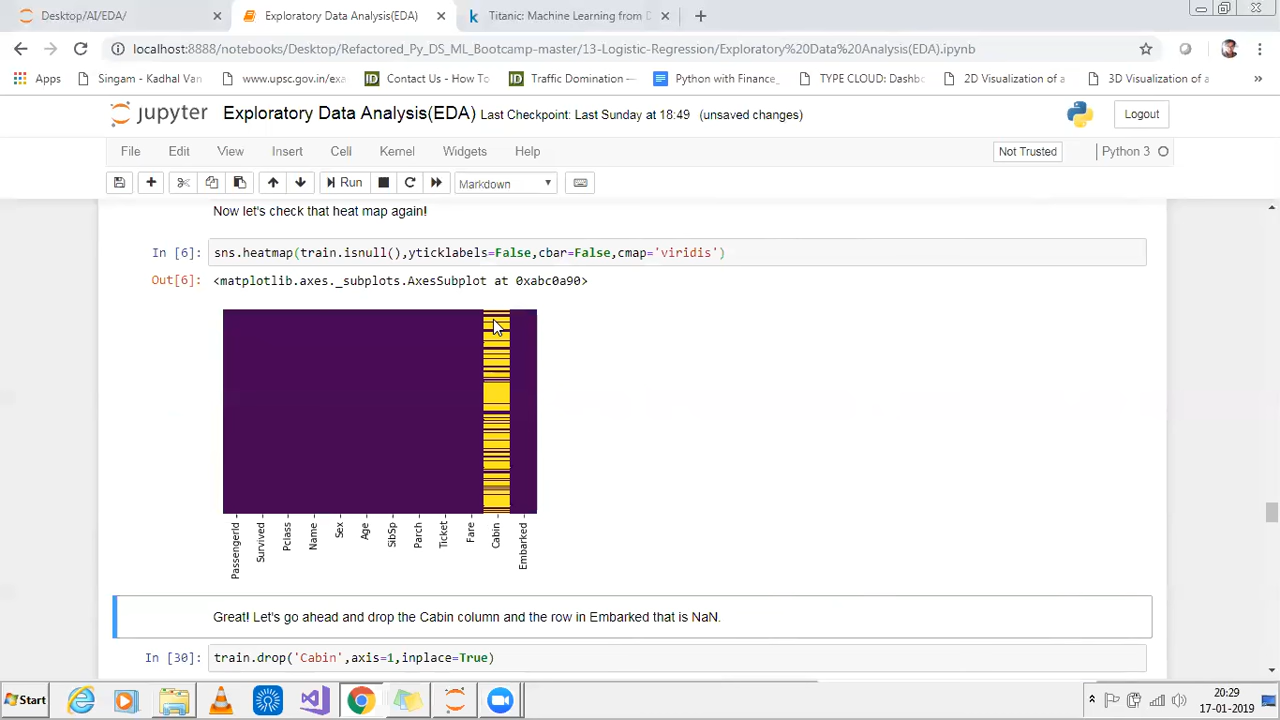 Desktop/AI/EDA/
Exploratory Data Analysis(EDA)
Titanic: Machine Learning from D
localhost:8888/notebooks/Desktop/Refactored_Py_DS_ML_Bootcamp-master/13-Logistic-Regression/Exploratory%20Data%20Analysis(EDA).ipynb
Apps
Singam - Kadhal Van
www.upsc.gov.in/exa
Contact Us - How To
Traffic Domination -
Python with Finance
TYPE CLOUD: Dashb
2D Visualization of a
3D Visualization of a
»
jupyter Exploratory Data Analysis(EDA) Last Checkpoint: Last Sunday at 18:49 (unsaved changes)
Logout
File Edit View Insert Cell Kernel Widgets Help
Not Trusted
Python 3
Run
Markdown
Now let's check that heat map again!
In [6]: sns.heatmap(train.isnull(),yticklabels=False,cbar=False,cmap='viridis')
Out[6]: <matplotlib.axes._subplots.AxesSubplot at 0xabc0a90>
PassengerId
Survived
Pclass
Name
Sex
Age
SibSp
Parch
Ticket
Fare
Cabin
Embarked
Great! Let's go ahead and drop the Cabin column and the row in Embarked that is NaN.
In [30]: train.drop('Cabin',axis=1,inplace=True)
Start
20:29
17-01-2019